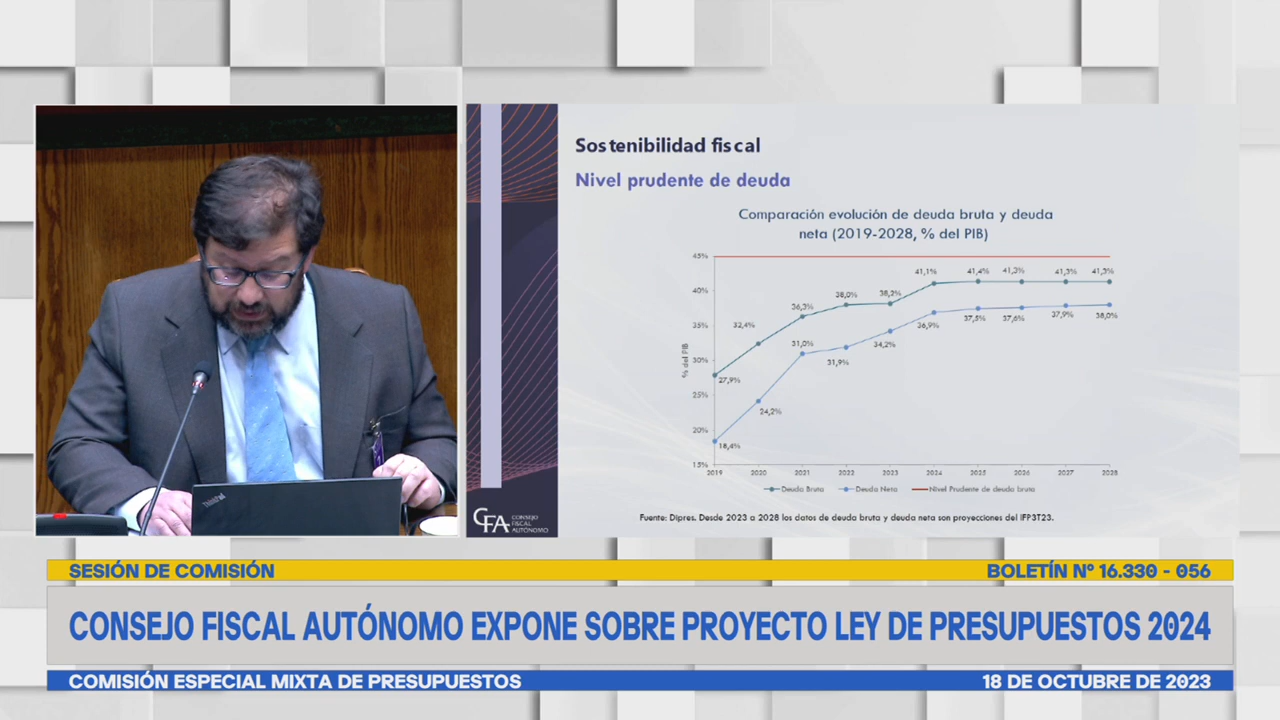 Sostenibilidad fiscal
Nivel prudente de deuda
Comparación evolución de deuda bruta y deuda
neta (2019-2028, % del PIB)
45%
40%
35%
30%
25%
20%
15%
% del PIB
27,9%
32,4%
36,3%
38,0%
38,2%
41,1%
41,4%
41,3%
41,3%
41,3%
18,4%
24,2%
31,0%
31,9%
34,2%
36,9%
37,5%
37,6%
37,9%
38,0%
2019 2020 2021 2022 2023 2024 2025 2026 2027 2028
Deuda Bruta Deuda Neta Nivel Prudente de deuda bruta
Fuente: Dipres. Desde 2023 a 2028 los datos de deuda bruta y deuda neta son proyecciones del IFP3T23.
CFA CONSEJO
FISCAL
AUTÓNOMO
ThinkPad
SESIÓN DE COMISIÓN
BOLETÍN N° 16.330 - 056
CONSEJO FISCAL AUTÓNOMO EXPONE SOBRE PROYECTO LEY DE PRESUPUESTOS 2024
COMISIÓN ESPECIAL MIXTA DE PRESUPUESTOS
18 DE OCTUBRE DE 2023